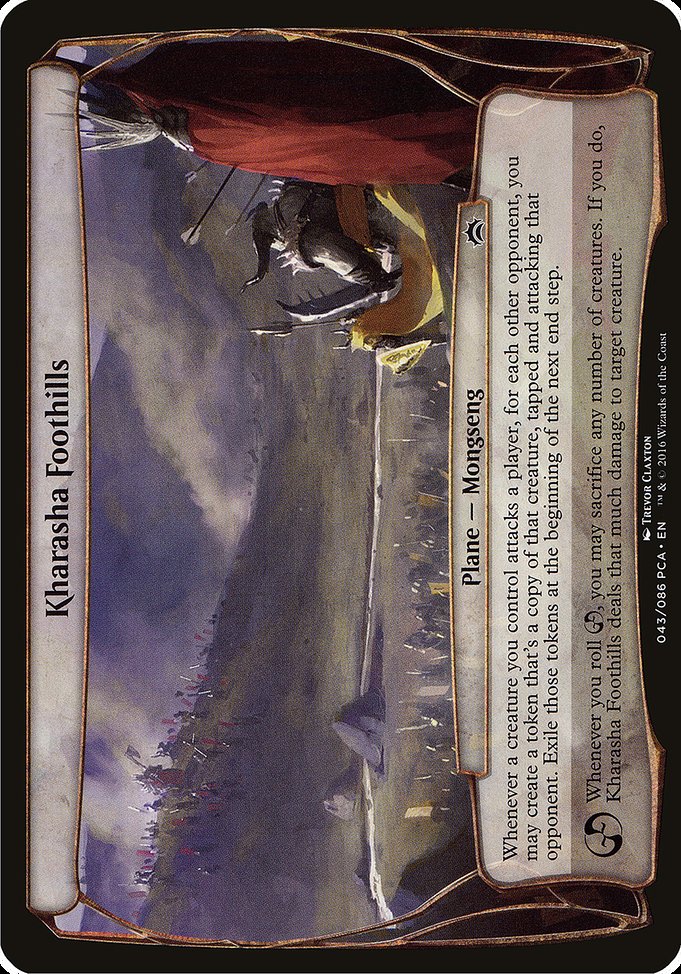 Kharasha Foothills
Plane — Mongseng
Whenever a creature you control attacks a player, for each other opponent, you
may create a token that's a copy of that creature, tapped and attacking that
opponent. Exile those tokens at the beginning of the next end step.
Whenever you roll , you may sacrifice any number of creatures. If you do,
Kharasha Foothills deals that much damage to target creature.
Trevor Claxton
043/086 PCA • EN ™ & © 2016 Wizards of the Coast